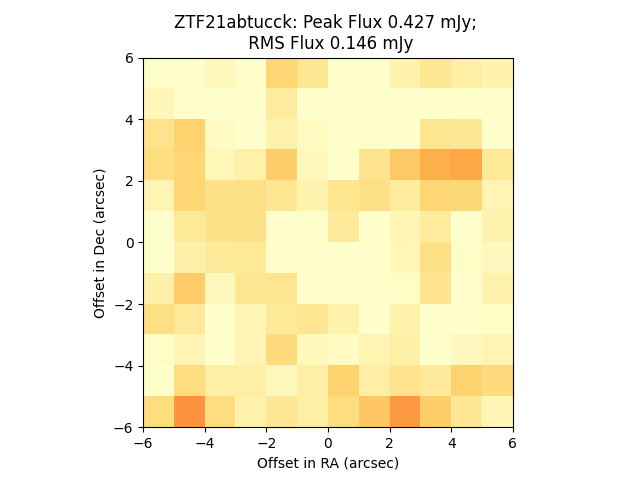 ZTF21abtucck: Peak Flux 0.427 mJy;
RMS Flux 0.146 mJy
6
4
2
0
−2
−4
−6
Offset in Dec (arcsec)
−6 −4 −2 0 2 4 6
Offset in RA (arcsec)